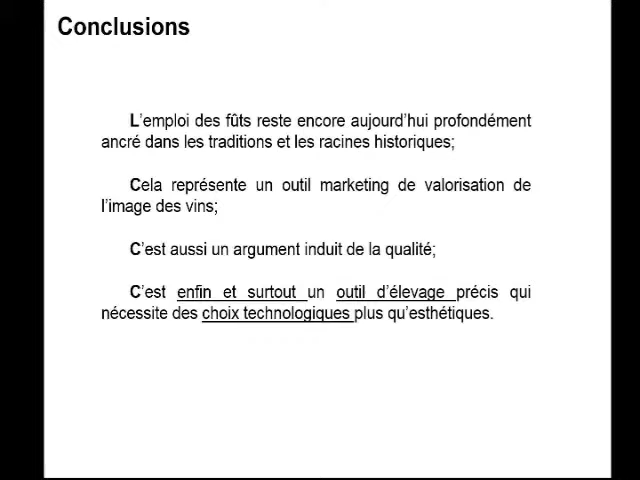 Conclusions
L'emploi des fûts reste encore aujourd'hui profondément
ancré dans les traditions et les racines historiques;
Cela représente un outil marketing de valorisation de
l'image des vins;
C'est aussi un argument induit de la qualité;
C'est enfin et surtout un outil d'élevage précis qui
nécessite des choix technologiques plus qu'esthétiques.